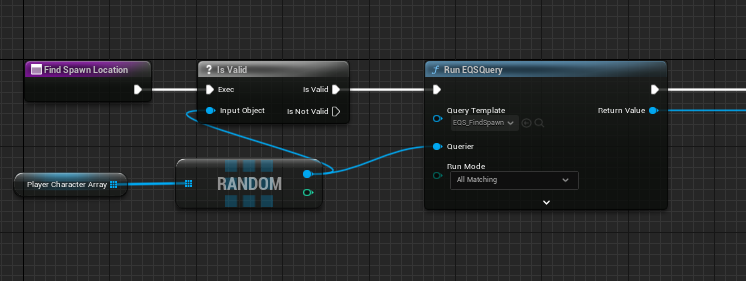 Find Spawn Location
? Is Valid
Exec
Is Valid
Input Object
Is Not Valid
Player Character Array
RANDOM
f Run EQSQuery
Query Template
EQS_FindSpawn
Return Value
Querier
Run Mode
All Matching